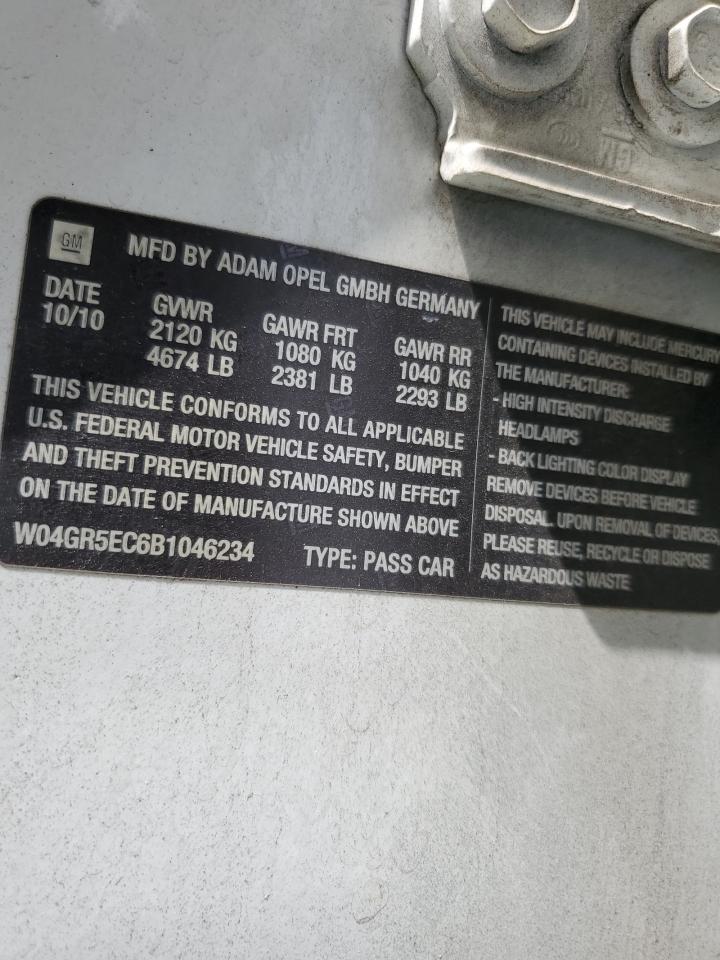 GM
MFD BY ADAM OPEL GMBH GERMANY
DATE
10/10
GVWR
2120 KG
4674 LB
GAWR FRT
1080 KG
2381 LB
GAWR RR
1040 KG
2293 LB
THIS VEHICLE CONFORMS TO ALL APPLICABLE
U.S. FEDERAL MOTOR VEHICLE SAFETY, BUMPER
AND THEFT PREVENTION STANDARDS IN EFFECT
ON THE DATE OF MANUFACTURE SHOWN ABOVE
W04GR5EC6B1046234 TYPE: PASS CAR
THIS VEHICLE MAY INCLUDE MERCURY
CONTAINING DEVICES INSTALLED BY
THE MANUFACTURER:
- HIGH INTENSITY DISCHARGE
HEADLAMPS
- BACK LIGHTING COLOR DISPLAY
REMOVE DEVICES BEFORE VEHICLE
DISPOSAL. UPON REMOVAL OF DEVICES,
PLEASE REUSE, RECYCLE OR DISPOSE
AS HAZARDOUS WASTE
GM